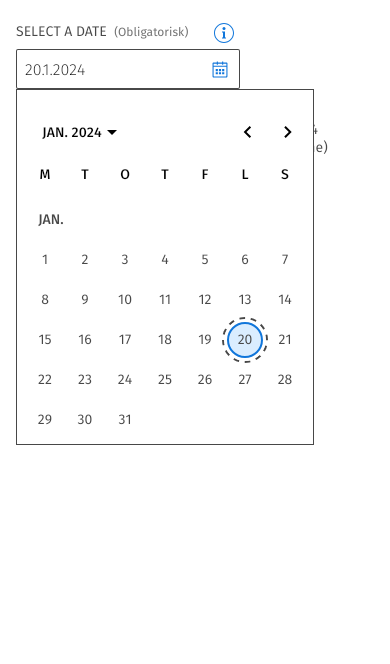 SELECT A DATE (Obligatorisk)
20.1.2024
JAN. 2024
e)
M T O T F L S
JAN.
1 2 3 4 5 6 7
8 9 10 11 12 13 14
15 16 17 18 19 20 21
22 23 24 25 26 27 28
29 30 31